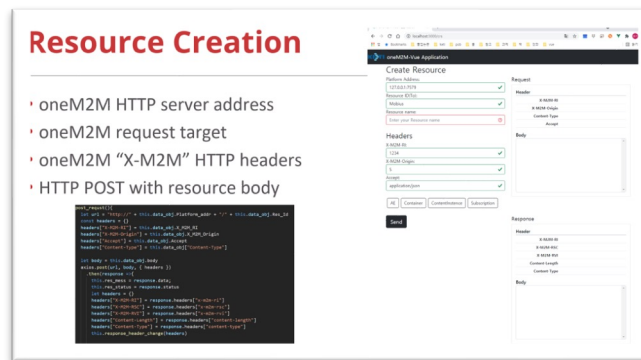 Resource Creation
oneM2M HTTP server address
oneM2M request target
oneM2M “X-M2M” HTTP headers
HTTP POST with resource body
post_requst(){
let url = "http://" + this.data_obj.Platform_addr + "/" + this.data_obj.Res_id
const headers = {}
headers["X-M2M-RI"] = this.data_obj.X_M2M_RI
headers["X-M2M-Origin"] = this.data_obj.X_M2M_Origin
headers["Accept"] = this.data_obj.Accept
headers["Content-Type"] = this.data_obj["Content-Type"]
let body = this.data_obj.body
axios.post(url, body, { headers })
.then(response =>{
this.res_mess = response.data;
this.res_status = response.status
let headers = {}
headers["X-M2M-RI"] = response.headers["x-m2m-ri"]
headers["X-M2M-RSC"] = response.headers["x-m2m-rsc"]
headers["X-M2M-RVI"] = response.headers["x-m2m-rvi"]
headers["Content-Length"] = response.headers["content-length"]
headers["Content-Type"] = response.headers["content-type"]
this.response_header_change(headers)
oneM2M-Vue Application
Create Resource
Platform Address
127.0.0.1:7579
Resource ID(To)
Mobius
Resource name
Enter your Resource name
Headers
X-M2M-RI
1234
X-M2M-Origin
S
Accept
application/json
AE
Container
ContentInstance
Subscription
Send
Request
Header
X-M2M-RI
X-M2M-Origin
Content-Type
Accept
Body
Response
Header
X-M2M-RI
X-M2M-RSC
X-M2M-RVI
Content-Length
Content-Type
Body